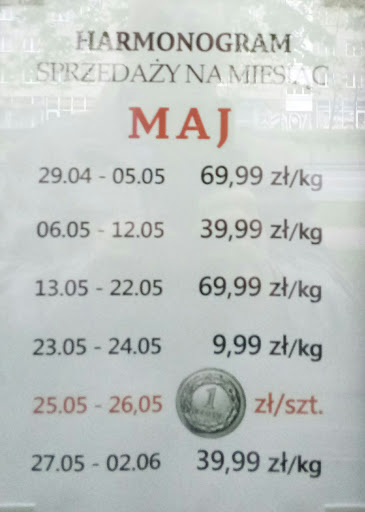 HARMONOGRAM
SPRZEDAŻY NA MIESIĄC
MAJ
29.04 - 05.05 69,99 zł/kg
06.05 - 12.05 39,99 zł/kg
13.05 - 22.05 69,99 zł/kg
23.05 - 24.05 9,99 zł/kg
25.05 - 26,05 1 zł/szt.
27.05 - 02.06 39,99 zł/kg